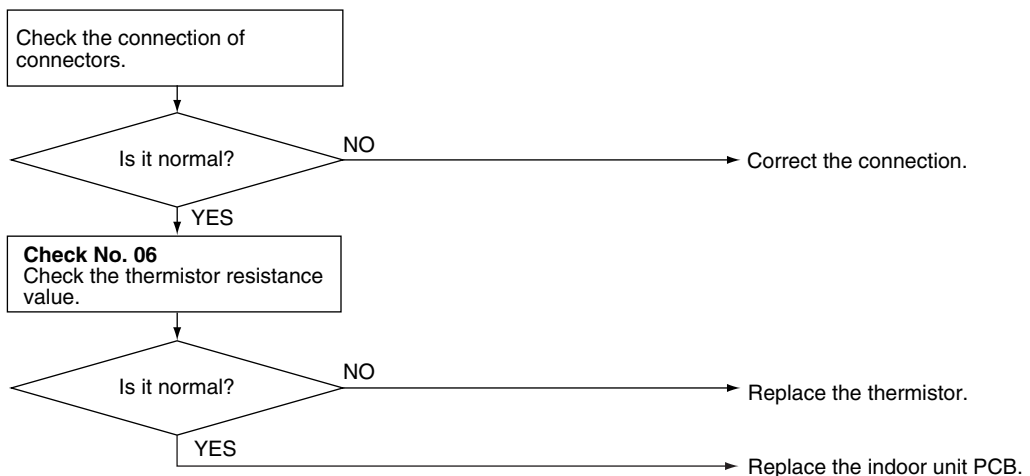 Check the connection of
connectors.
Is it normal?
NO
Correct the connection.
YES
Check No. 06
Check the thermistor resistance
value.
Is it normal?
NO
Replace the thermistor.
YES
Replace the indoor unit PCB.